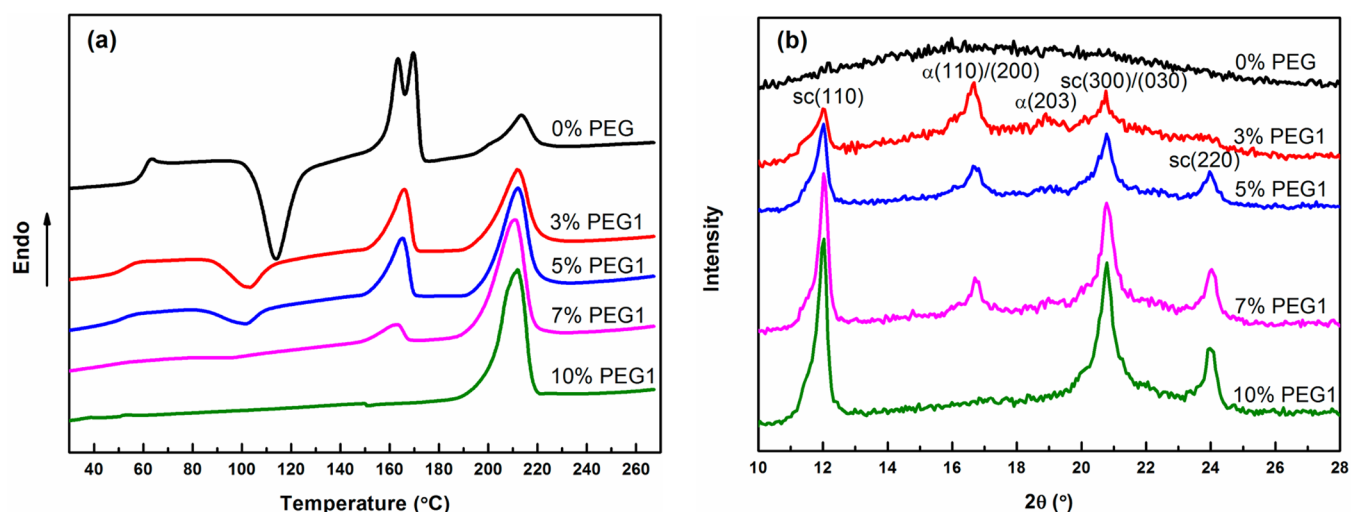 (a)
0% PEG
3% PEG1
5% PEG1
7% PEG1
10% PEG1
Endo
40 60 80 100 120 140 160 180 200 220 240 260
Temperature (°C)
(b)
0% PEG
α(110)/(200)
sc(300)/(030)
sc(110)
α(203)
3% PEG1
sc(220)
5% PEG1
7% PEG1
10% PEG1
Intensity
10 12 14 16 18 20 22 24 26 28
2θ (°)